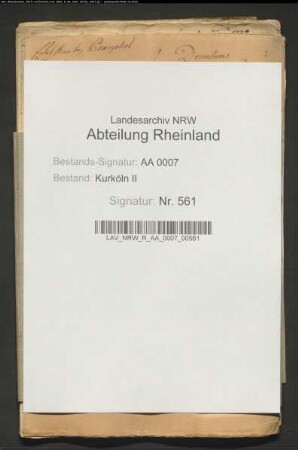 Landesarchiv NRW
Abteilung Rheinland
Bestands-Signatur: AA 0007
Bestand: Kurköln II
Signatur: Nr. 561
LAV_NRW_R_AA_0007_00561